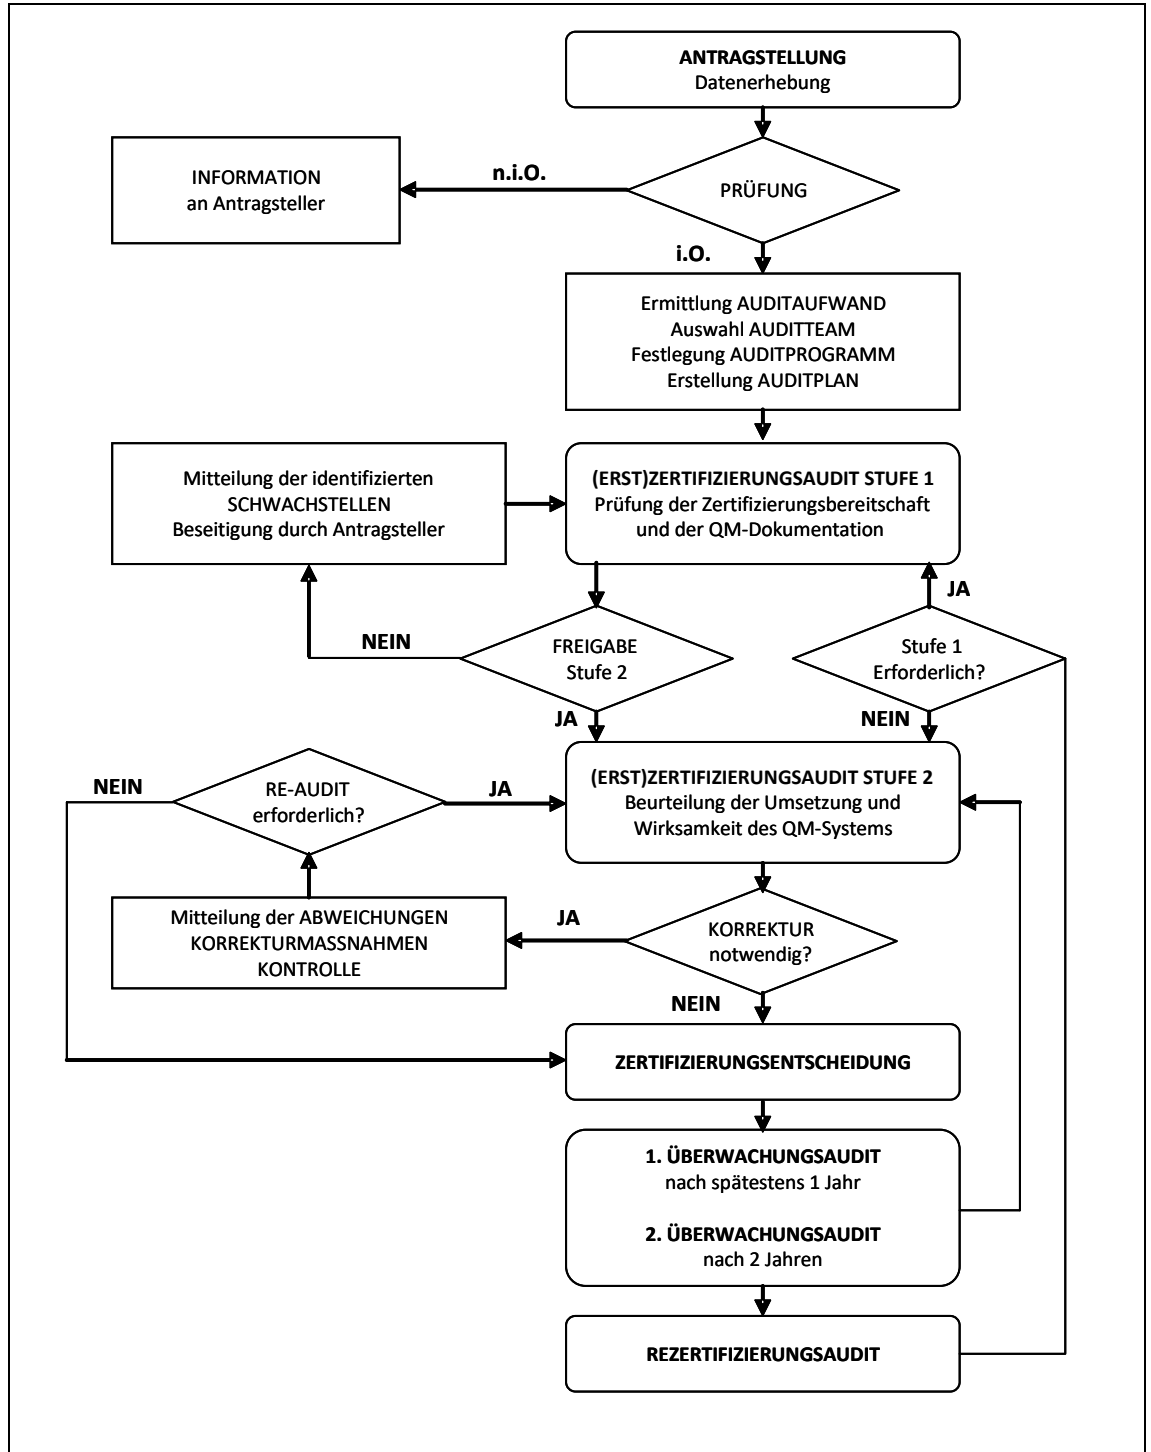 ANTRAGSTELLUNG
Datenerhebung
INFORMATION
an Antragsteller
n.i.O.
PRÜFUNG
i.O.
Ermittlung AUDITAUFWAND
Auswahl AUDITTEAM
Festlegung AUDITPROGRAMM
Erstellung AUDITPLAN
Mitteilung der identifizierten
SCHWACHSTELLEN
Beseitigung durch Antragsteller
(ERST)ZERTIFIZIERUNGSAUDIT STUFE 1
Prüfung der Zertifizierungsbereitschaft
und der QM-Dokumentation
JA
NEIN
FREIGABE
Stufe 2
Stufe 1
Erforderlich?
JA
NEIN
NEIN
RE-AUDIT
erforderlich?
JA
(ERST)ZERTIFIZIERUNGSAUDIT STUFE 2
Beurteilung der Umsetzung und
Wirksamkeit des QM-Systems
Mitteilung der ABWEICHUNGEN
KORREKTURMASSNAHMEN
KONTROLLE
JA
KORREKTUR
notwendig?
NEIN
ZERTIFIZIERUNGSENTSCHEIDUNG
1. ÜBERWACHUNGSAUDIT
nach spätestens 1 Jahr
2. ÜBERWACHUNGSAUDIT
nach 2 Jahren
REZERTIFIZIERUNGSAUDIT